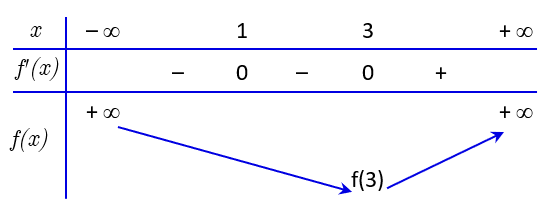 x – ∞ 1 3 + ∞
f'(x) – 0 – 0 +
+ ∞ + ∞
f(x)
f(3)